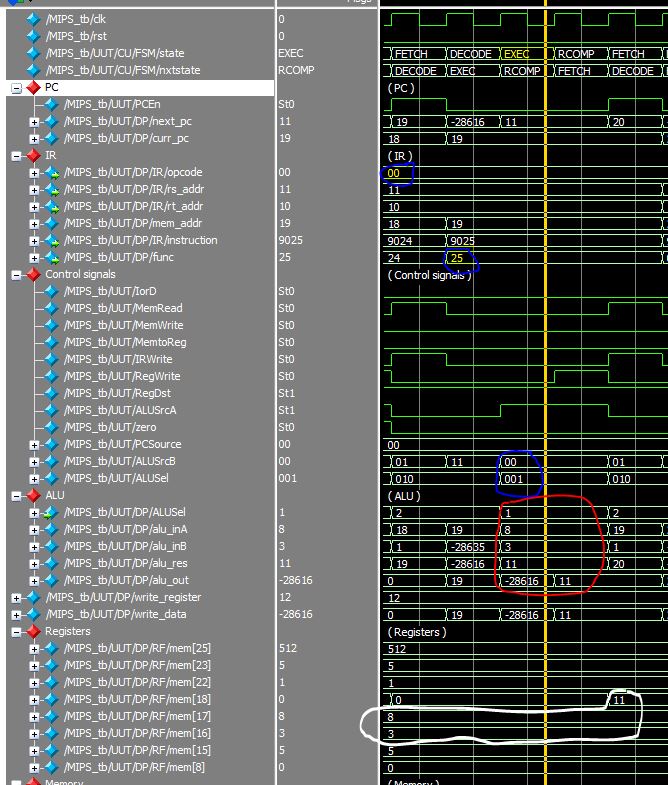 Flags
/MIPS_tb/clk 0
/MIPS_tb/rst 0
/MIPS_tb/UUT/CU/FSM/state EXEC FETCH DECODE EXEC RCOMP FETCH
/MIPS_tb/UUT/CU/FSM/nxtstate RCOMP DECODE EXEC RCOMP FETCH DECODE
PC ( PC )
/MIPS_tb/UUT/PCEn St0
/MIPS_tb/UUT/DP/next_pc 11 19 -28616 11 20
/MIPS_tb/UUT/DP/curr_pc 19 18 19
IR ( IR )
/MIPS_tb/UUT/DP/IR/opcode 00 00
/MIPS_tb/UUT/DP/IR/rs_addr 11 11
/MIPS_tb/UUT/DP/IR/rt_addr 10 10
/MIPS_tb/UUT/DP/mem_addr 19 18 19
/MIPS_tb/UUT/DP/IR/instruction 9025 9024 9025
/MIPS_tb/UUT/DP/func 25 24 25
Control signals ( Control signals )
/MIPS_tb/UUT/IorD St0
/MIPS_tb/UUT/MemRead St0
/MIPS_tb/UUT/MemWrite St0
/MIPS_tb/UUT/MemtoReg St0
/MIPS_tb/UUT/IRWrite St0
/MIPS_tb/UUT/RegWrite St0
/MIPS_tb/UUT/RegDst St1
/MIPS_tb/UUT/ALUSrcA St1
/MIPS_tb/UUT/zero St0
/MIPS_tb/UUT/PCSource 00 00
/MIPS_tb/UUT/ALUSrcB 00 01 11 00 01
/MIPS_tb/UUT/ALUSel 001 010 001 010
ALU ( ALU )
/MIPS_tb/UUT/DP/ALUSel 1 2 1 2
/MIPS_tb/UUT/DP/alu_inA 8 18 19 8 19
/MIPS_tb/UUT/DP/alu_inB 3 1 -28635 3 1
/MIPS_tb/UUT/DP/alu_res 11 19 -28616 11 20
/MIPS_tb/UUT/DP/alu_out -28616 0 19 -28616 11
/MIPS_tb/UUT/DP/write_register 12 12
/MIPS_tb/UUT/DP/write_data -28616 0 19 -28616 11
Registers ( Registers )
/MIPS_tb/UUT/DP/RF/mem[25] 512 512
/MIPS_tb/UUT/DP/RF/mem[23] 5 5
/MIPS_tb/UUT/DP/RF/mem[22] 1 1
/MIPS_tb/UUT/DP/RF/mem[18] 0 0 11
/MIPS_tb/UUT/DP/RF/mem[17] 8 8
/MIPS_tb/UUT/DP/RF/mem[16] 3 3
/MIPS_tb/UUT/DP/RF/mem[15] 5 5
/MIPS_tb/UUT/DP/RF/mem[8] 0 0
Memory ( Memory )